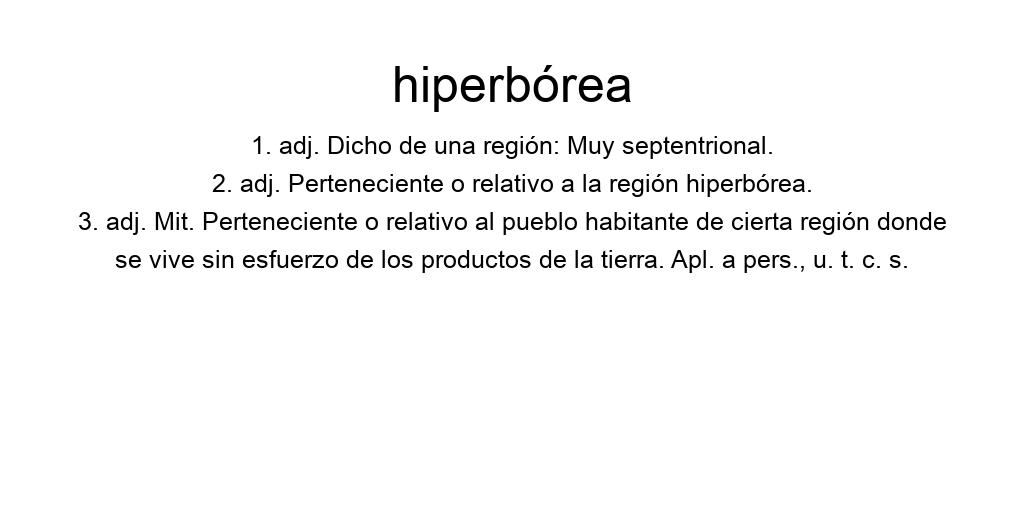 hiperbórea
1. adj. Dicho de una región: Muy septentrional.
2. adj. Perteneciente o relativo a la región hiperbórea.
3. adj. Mit. Perteneciente o relativo al pueblo habitante de cierta región donde
se vive sin esfuerzo de los productos de la tierra. Apl. a pers., u. t. c. s.